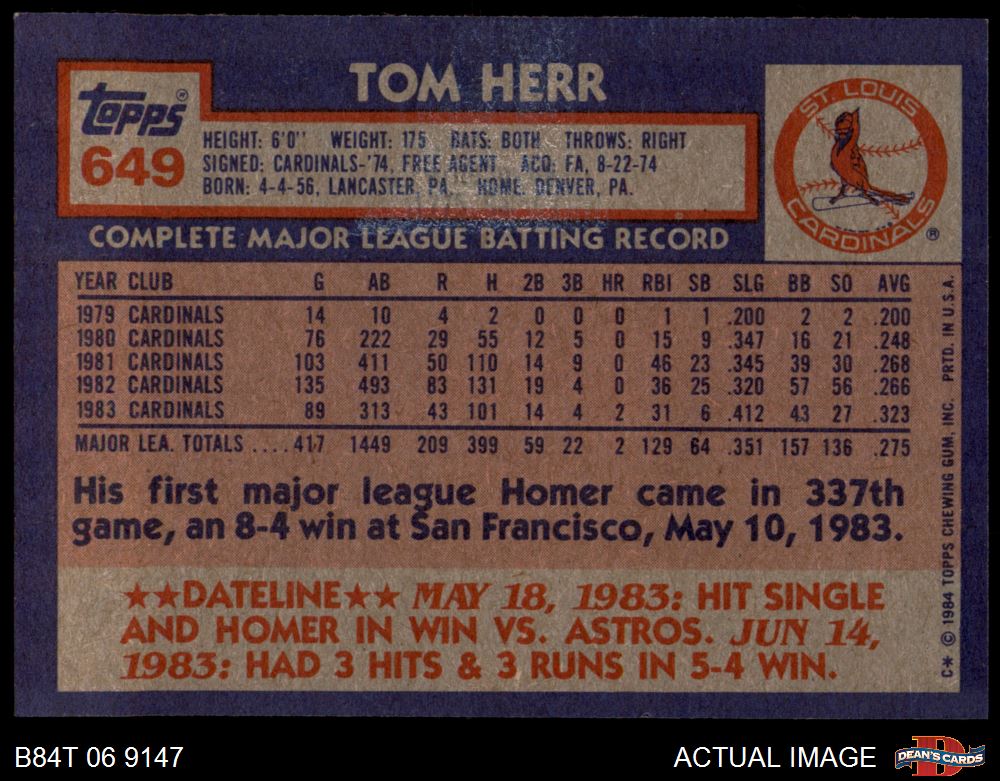 TOM HERR
Topps®
649
HEIGHT: 6'0" WEIGHT: 175 BATS: BOTH THROWS: RIGHT
SIGNED: CARDINALS-'74, FREE AGENT ACQ: FA, 8-22-74
BORN: 4-4-56, LANCASTER, PA. HOME: DENVER, PA.
ST. LOUIS
CARDINALS ®
COMPLETE MAJOR LEAGUE BATTING RECORD
YEAR CLUB G AB R H 2B 3B HR RBI SB SLG BB SO AVG
1979 CARDINALS 14 10 4 2 0 0 0 1 1 .200 2 2 .200
1980 CARDINALS 76 222 29 55 12 5 0 15 9 .347 16 21 .248
1981 CARDINALS 103 411 50 110 14 9 0 46 23 .345 39 30 .268
1982 CARDINALS 135 493 83 131 19 4 0 36 25 .320 57 56 .266
1983 CARDINALS 89 313 43 101 14 4 2 31 6 .412 43 27 .323
MAJOR LEA. TOTALS ....417 1449 209 399 59 22 2 129 64 .351 157 136 .275
His first major league Homer came in 337th
game, an 8-4 win at San Francisco, May 10, 1983.
★★DATELINE★★ MAY 18, 1983: HIT SINGLE
AND HOMER IN WIN VS. ASTROS. JUN 14,
1983: HAD 3 HITS & 3 RUNS IN 5-4 WIN.
C* © 1984 TOPPS CHEWING GUM, INC. PRTD. IN U.S.A.
B84T 06 9147
ACTUAL IMAGE
D
DEAN'S CARDS